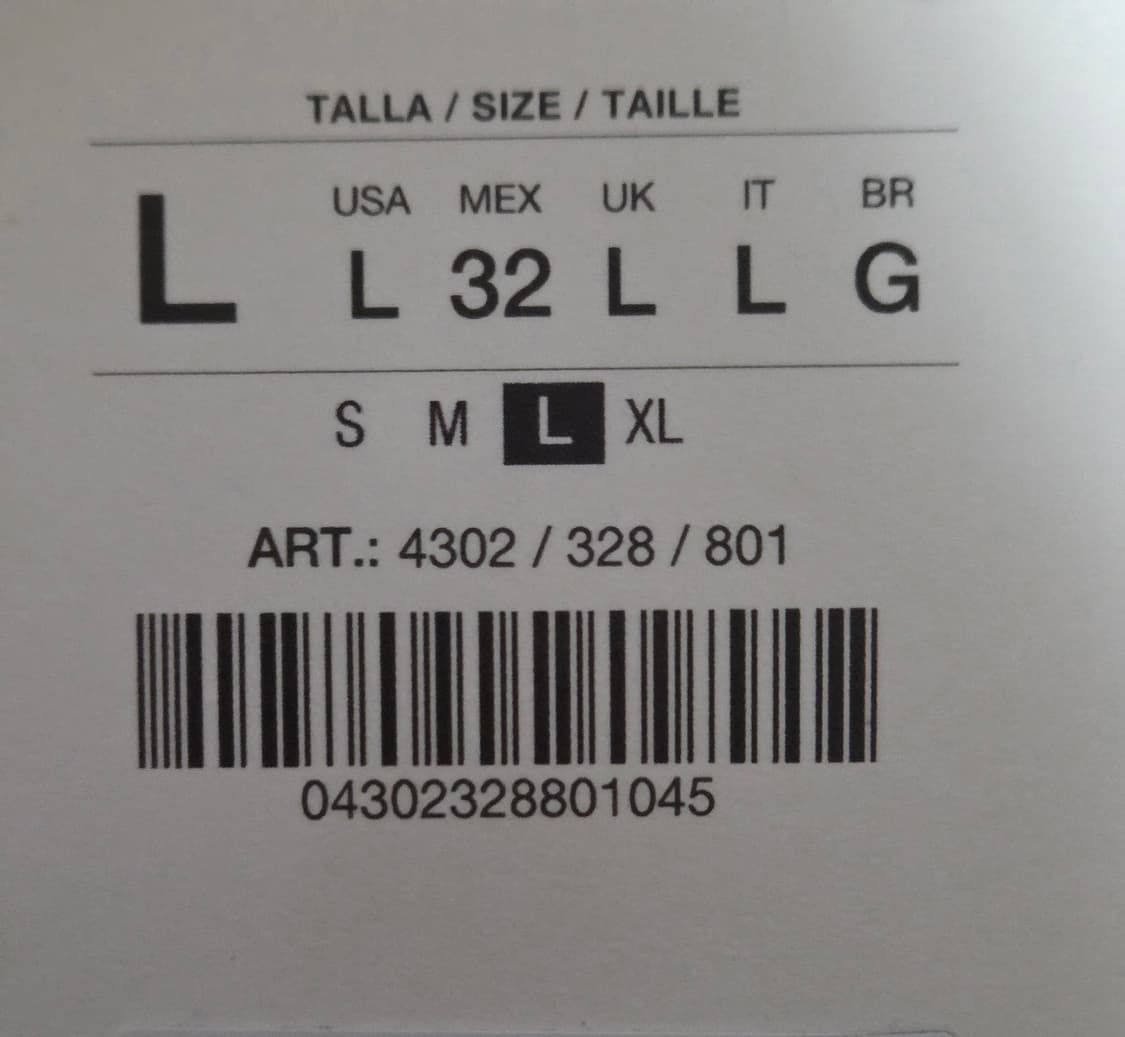 TALLA / SIZE / TAILLE
L USA MEX UK IT BR
L 32 L L G
S M L XL
ART.: 4302 / 328 / 801
04302328801045